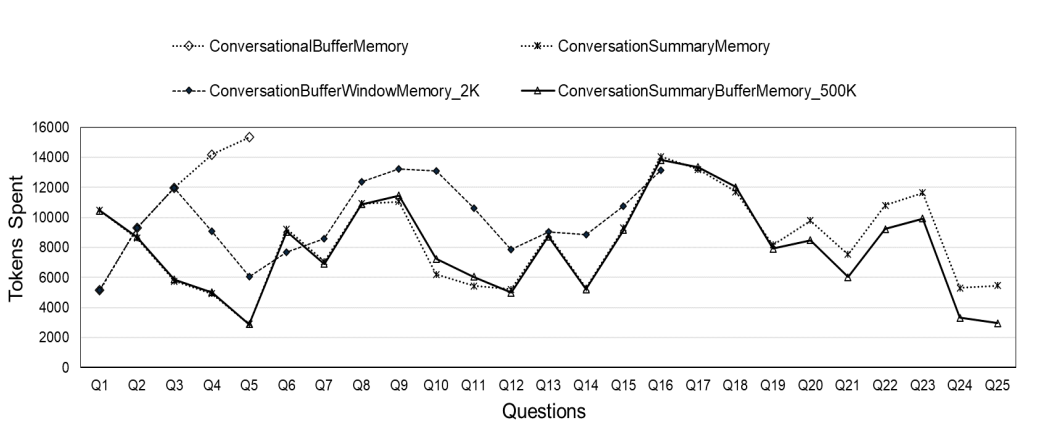 ConversationalBufferMemory
ConversationSummaryMemory
ConversationBufferWindowMemory_2K
ConversationSummaryBufferMemory_500K
16000
14000
12000
10000
8000
6000
4000
2000
0
Tokens Spent
Q1 Q2 Q3 Q4 Q5 Q6 Q7 Q8 Q9 Q10 Q11 Q12 Q13 Q14 Q15 Q16 Q17 Q18 Q19 Q20 Q21 Q22 Q23 Q24 Q25
Questions